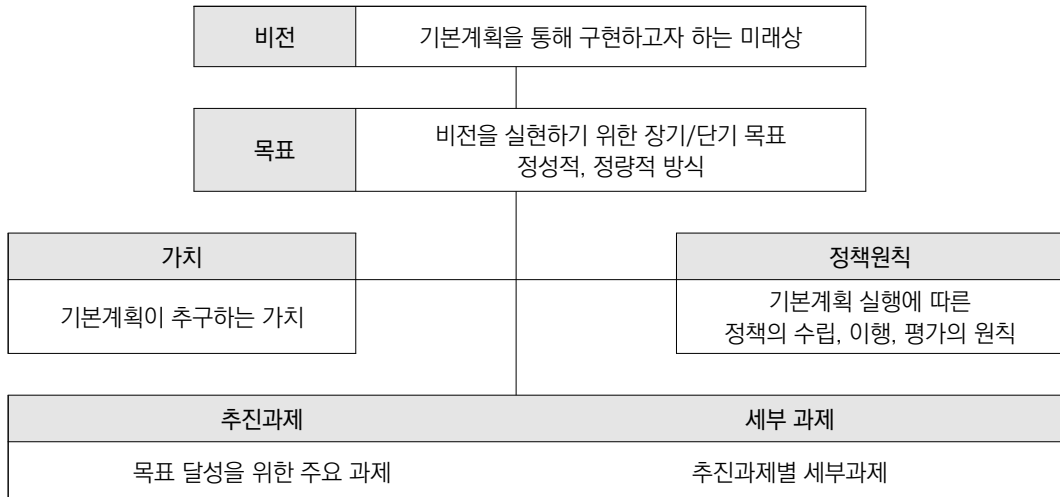 비전
기본계획을 통해 구현하고자 하는 미래상
목표
비전을 실현하기 위한 장기/단기 목표
정성적, 정량적 방식
가치
기본계획이 추구하는 가치
정책원칙
기본계획 실행에 따른
정책의 수립, 이행, 평가의 원칙
추진과제
세부 과제
목표 달성을 위한 주요 과제
추진과제별 세부과제